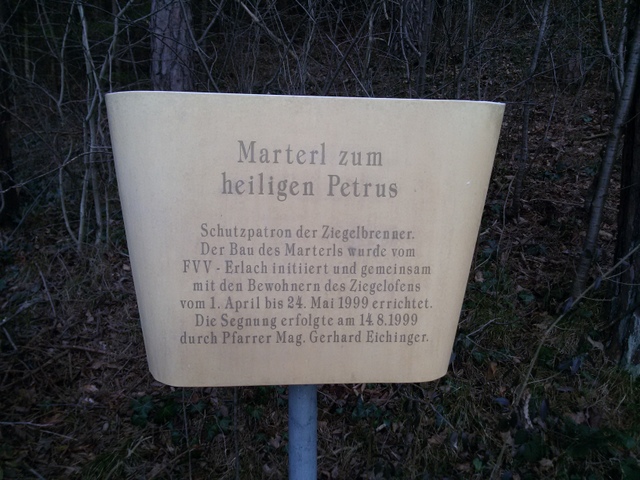 Marterl zum
heiligen Petrus
Schutzpatron der Ziegelbrenner.
Der Bau des Marterls wurde vom
FVV - Erlach initiiert und gemeinsam
mit den Bewohnern des Ziegelofens
vom 1. April bis 24. Mai 1999 errichtet.
Die Segnung erfolgte am 14.8.1999
durch Pfarrer Mag. Gerhard Eichinger.